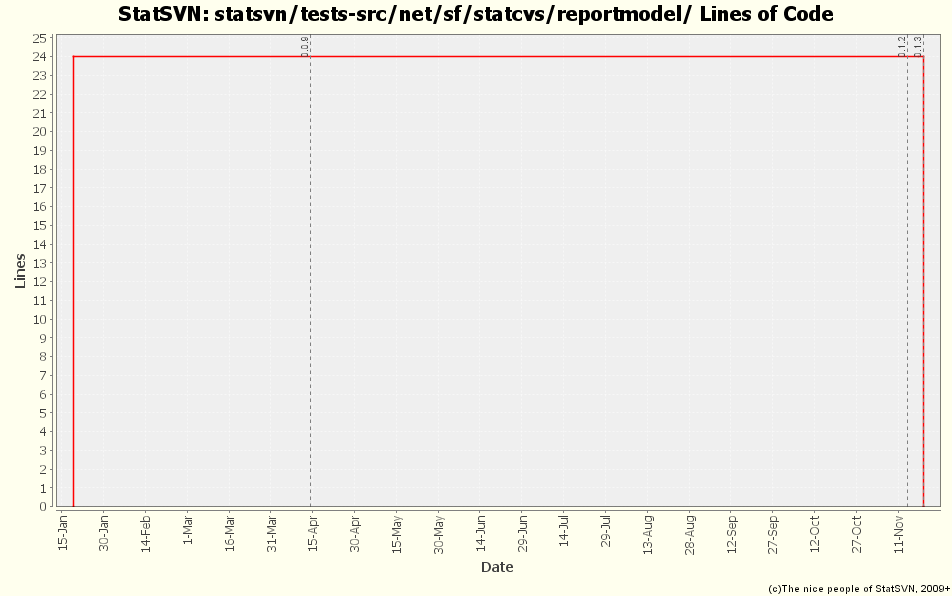 StatSVN: statsvn/tests-src/net/sf/statcvs/reportmodel/ Lines of Code
25
24
23
22
21
20
19
18
17
16
15
14
13
12
11
10
9
8
7
6
5
4
3
2
1
0
Lines
0.0.9
0.1.2
0.1.3
15-Jan
30-Jan
14-Feb
1-Mar
16-Mar
31-Mar
15-Apr
30-Apr
15-May
30-May
14-Jun
29-Jun
14-Jul
29-Jul
13-Aug
28-Aug
12-Sep
27-Sep
12-Oct
27-Oct
11-Nov
Date
(c)The nice people of StatSVN, 2009+